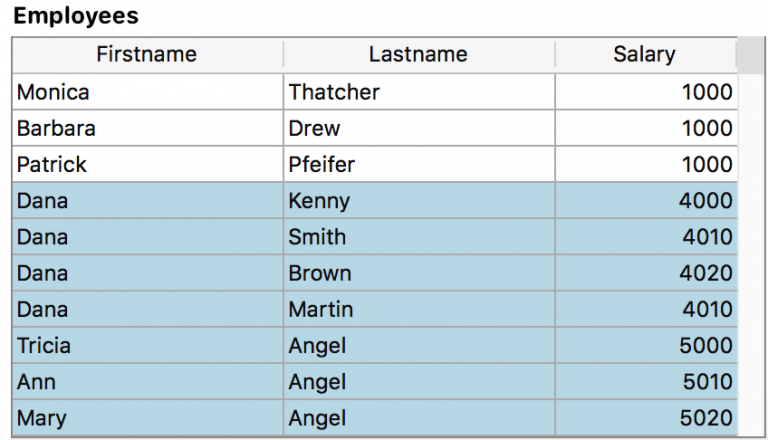 Employees
Firstname Lastname Salary
Monica Thatcher 1000
Barbara Drew 1000
Patrick Pfeifer 1000
Dana Kenny 4000
Dana Smith 4010
Dana Brown 4020
Dana Martin 4010
Tricia Angel 5000
Ann Angel 5010
Mary Angel 5020